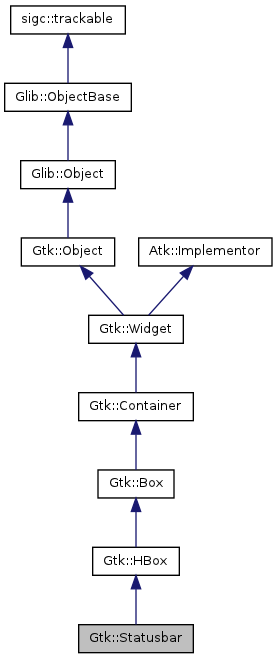 sigc::trackable
Glib::ObjectBase
Glib::Object
Gtk::Object
Atk::Implementor
Gtk::Widget
Gtk::Container
Gtk::Box
Gtk::HBox
Gtk::Statusbar